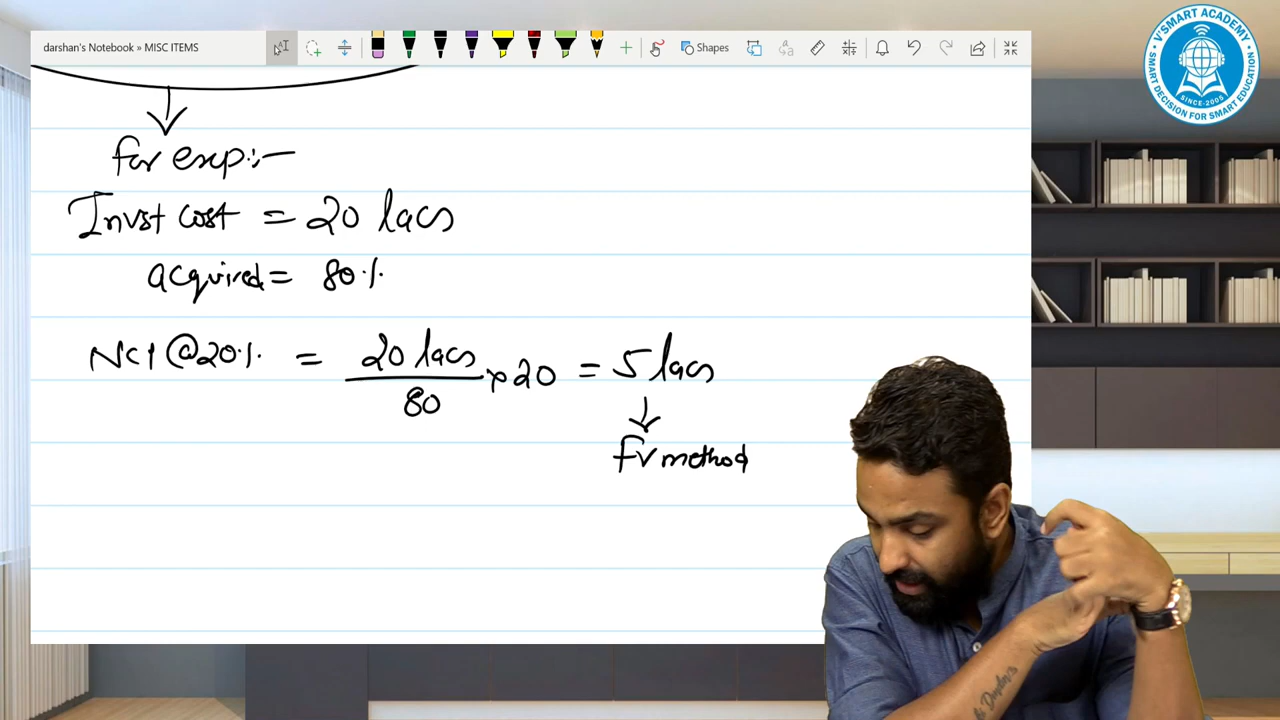 darshan's Notebook » MISC ITEMS
Shapes
V'SMART ACADEMY
SMART DECISION FOR SMART EDUCATION
SINCE-2005
for exp:-
Invst cost = 20 lacs
acquired = 80%
NCI @20% = 20 lacs / 80 × 20 = 5 lacs
FV method